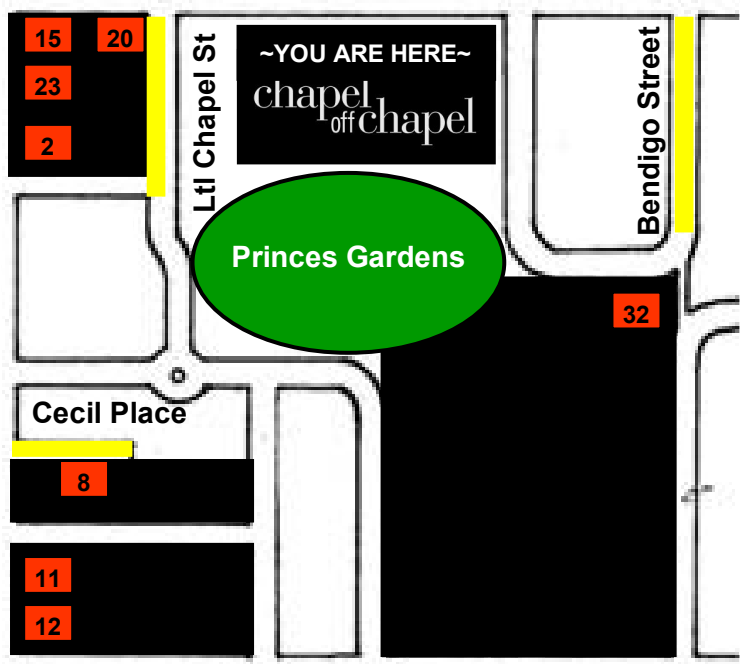 15 20
23
2
Ltl Chapel St
~YOU ARE HERE~
chapel
off chapel
Bendigo Street
Princes Gardens
32
Cecil Place
8
11
12